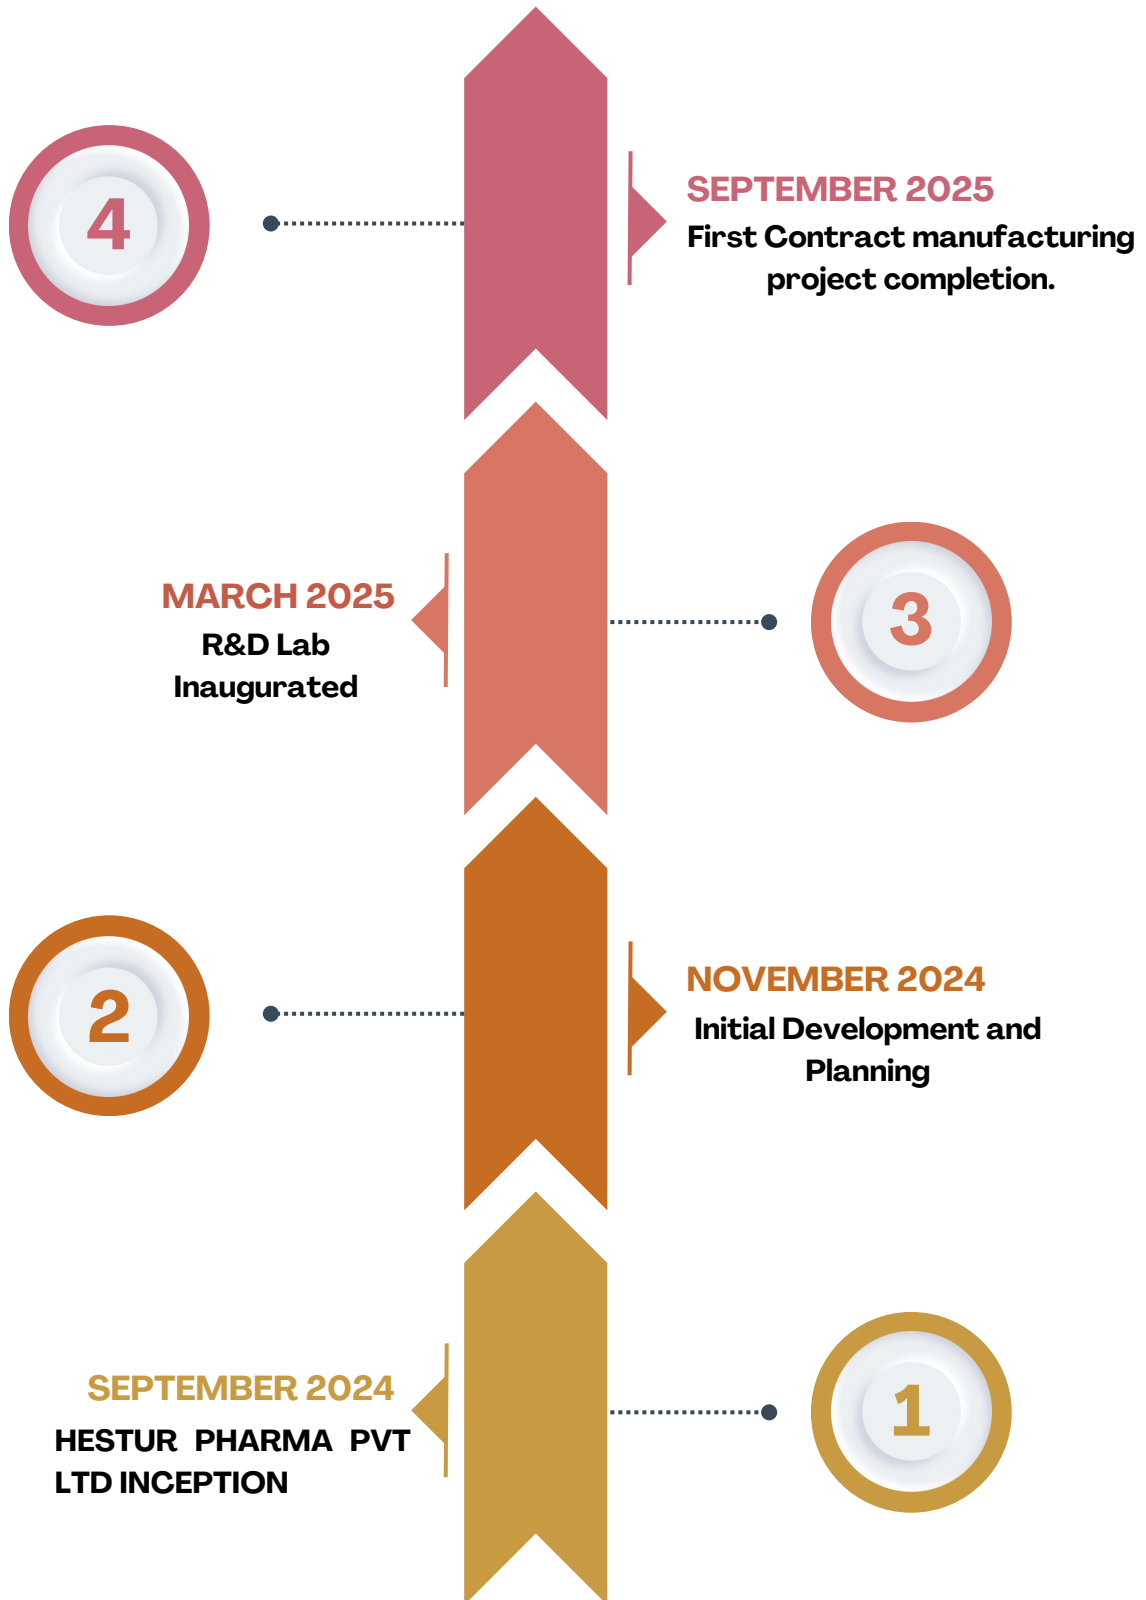 4
SEPTEMBER 2025
First Contract manufacturing
project completion.
MARCH 2025
R&D Lab
Inaugurated
3
2
NOVEMBER 2024
Initial Development and
Planning
SEPTEMBER 2024
HESTUR PHARMA PVT
LTD INCEPTION
1